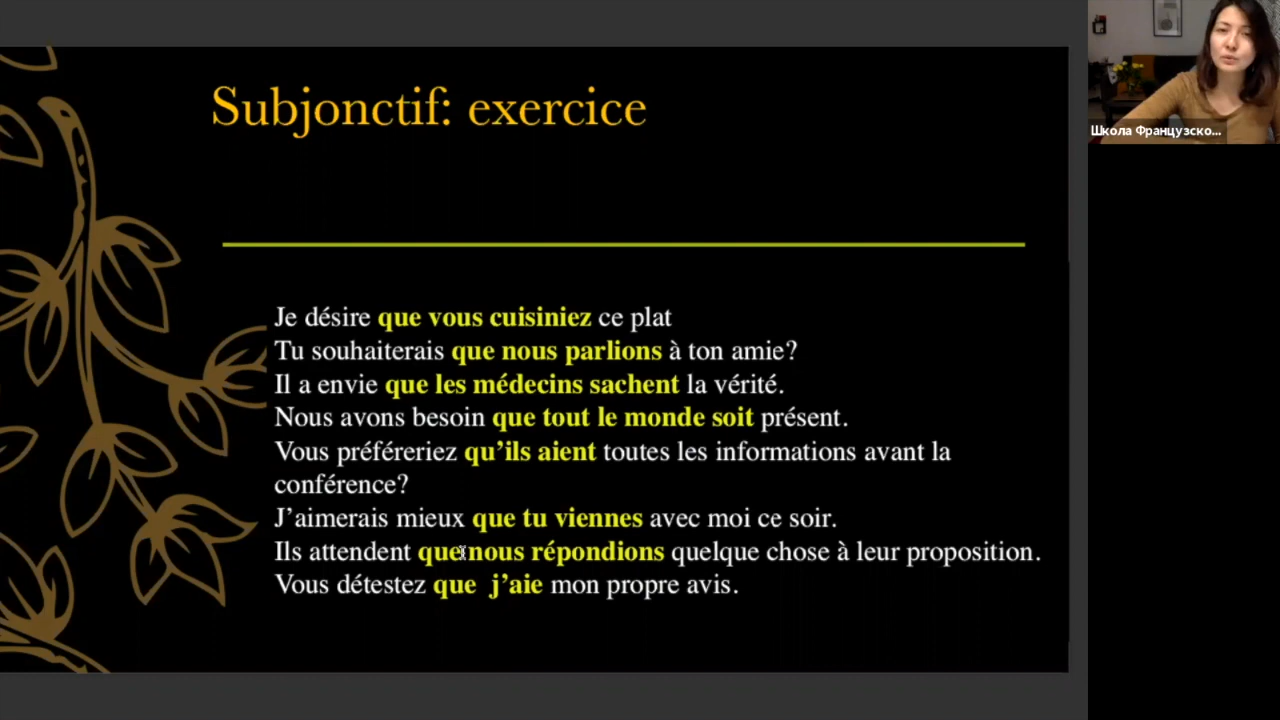 Subjonctif: exercice
Школа Французско...
Je désire que vous cuisiniez ce plat
Tu souhaiterais que nous parlions à ton amie?
Il a envie que les médecins sachent la vérité.
Nous avons besoin que tout le monde soit présent.
Vous préféreriez qu’ils aient toutes les informations avant la
conférence?
J’aimerais mieux que tu viennes avec moi ce soir.
Ils attendent que nous répondions quelque chose à leur proposition.
Vous détestez que j’aie mon propre avis.